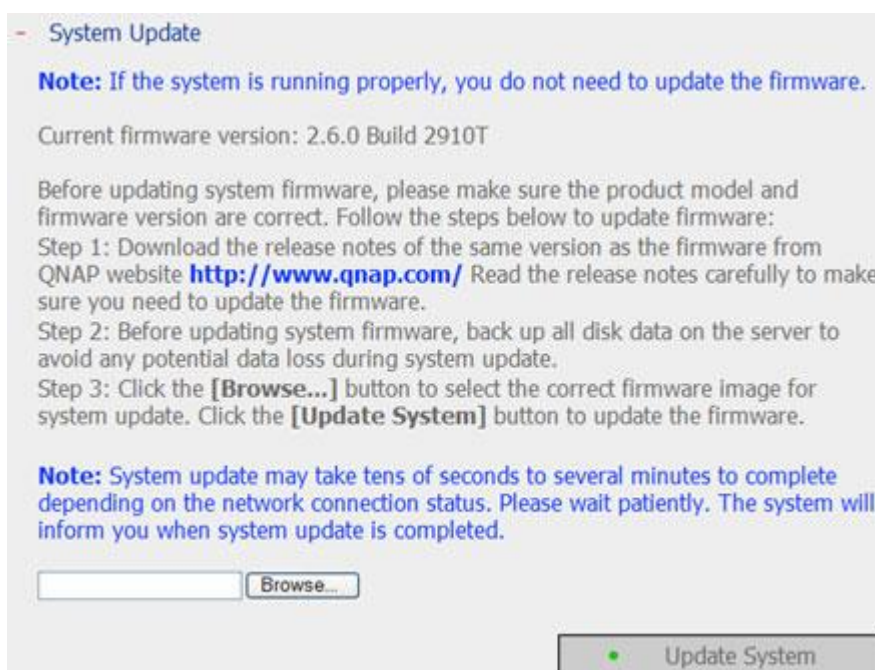 - System Update
Note: If the system is running properly, you do not need to update the firmware.
Current firmware version: 2.6.0 Build 2910T
Before updating system firmware, please make sure the product model and
firmware version are correct. Follow the steps below to update firmware:
Step 1: Download the release notes of the same version as the firmware from
QNAP website http://www.qnap.com/ Read the release notes carefully to make
sure you need to update the firmware.
Step 2: Before updating system firmware, back up all disk data on the server to
avoid any potential data loss during system update.
Step 3: Click the [Browse...] button to select the correct firmware image for
system update. Click the [Update System] button to update the firmware.
Note: System update may take tens of seconds to several minutes to complete
depending on the network connection status. Please wait patiently. The system will
inform you when system update is completed.
Browse...
Update System